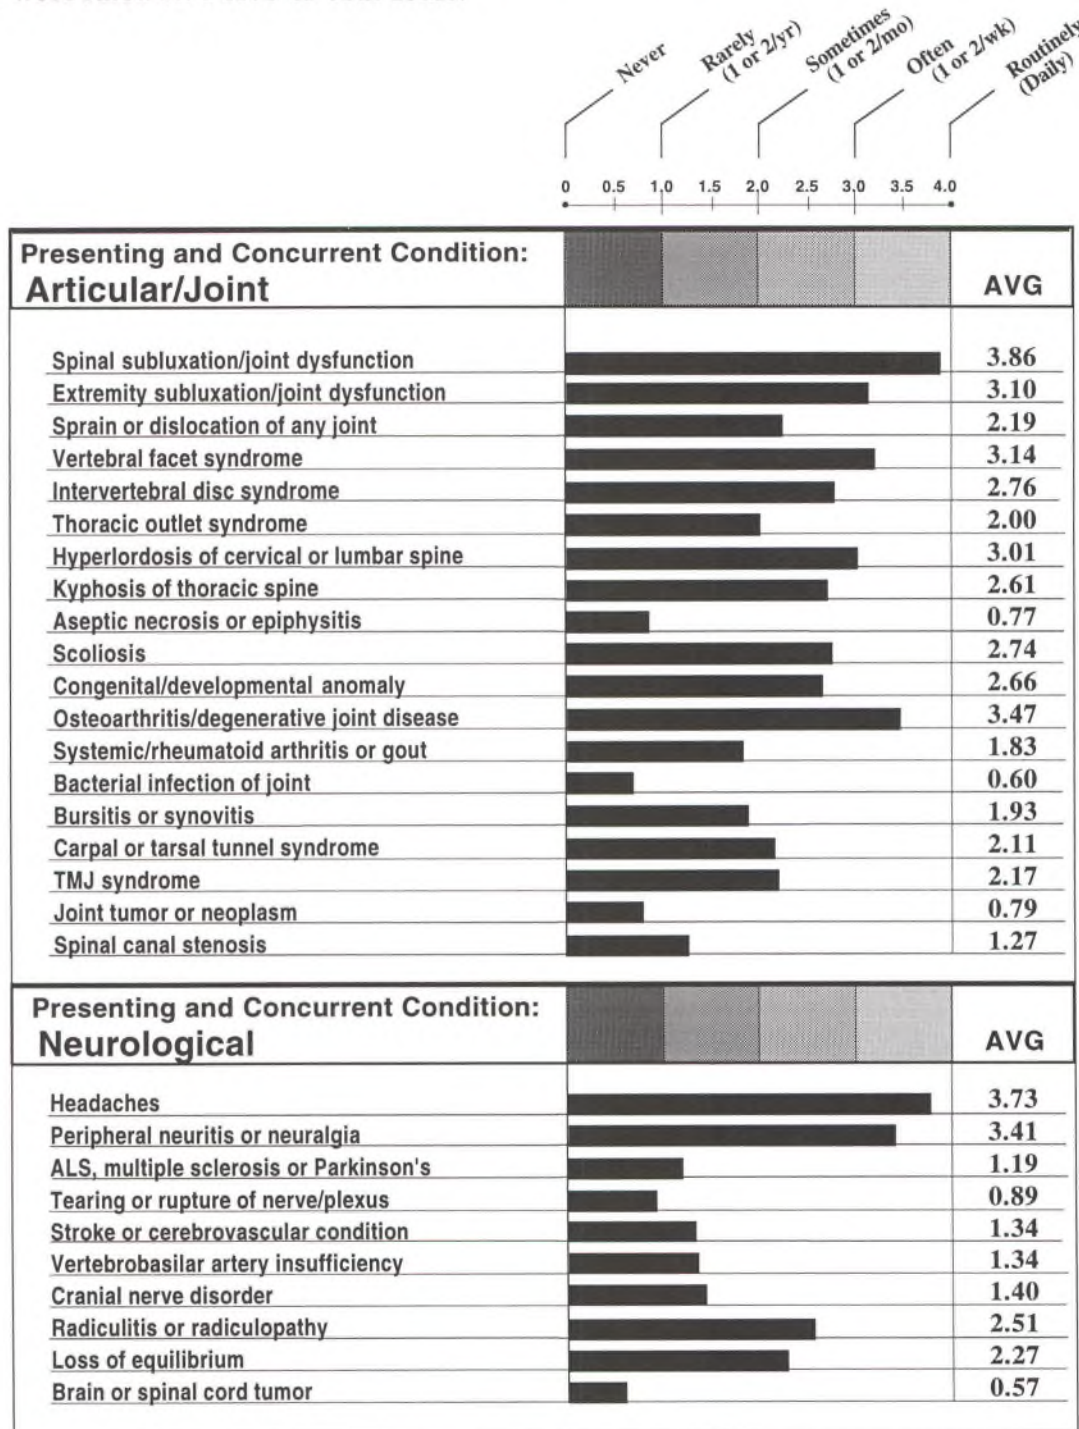 Never
Rarely
(1 or 2/yr)
Sometimes
(1 or 2/mo)
Often
(1 or 2/wk)
Routinely
(Daily)
0 0.5 1.0 1.5 2.0 2.5 3.0 3.5 4.0
Presenting and Concurrent Condition:
Articular/Joint AVG
Spinal subluxation/joint dysfunction 3.86
Extremity subluxation/joint dysfunction 3.10
Sprain or dislocation of any joint 2.19
Vertebral facet syndrome 3.14
Intervertebral disc syndrome 2.76
Thoracic outlet syndrome 2.00
Hyperlordosis of cervical or lumbar spine 3.01
Kyphosis of thoracic spine 2.61
Aseptic necrosis or epiphysitis 0.77
Scoliosis 2.74
Congenital/developmental anomaly 2.66
Osteoarthritis/degenerative joint disease 3.47
Systemic/rheumatoid arthritis or gout 1.83
Bacterial infection of joint 0.60
Bursitis or synovitis 1.93
Carpal or tarsal tunnel syndrome 2.11
TMJ syndrome 2.17
Joint tumor or neoplasm 0.79
Spinal canal stenosis 1.27
Presenting and Concurrent Condition:
Neurological AVG
Headaches 3.73
Peripheral neuritis or neuralgia 3.41
ALS, multiple sclerosis or Parkinson's 1.19
Tearing or rupture of nerve/plexus 0.89
Stroke or cerebrovascular condition 1.34
Vertebrobasilar artery insufficiency 1.34
Cranial nerve disorder 1.40
Radiculitis or radiculopathy 2.51
Loss of equilibrium 2.27
Brain or spinal cord tumor 0.57